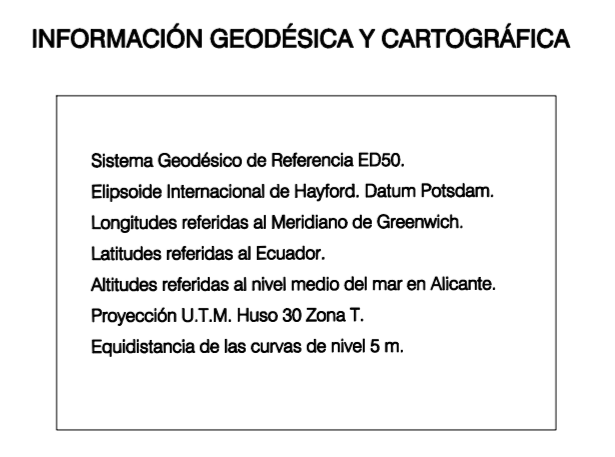 INFORMACIÓN GEODÉSICA Y CARTOGRÁFICA
Sistema Geodésico de Referencia ED50.
Elipsoide Internacional de Hayford. Datum Potsdam.
Longitudes referidas al Meridiano de Greenwich.
Latitudes referidas al Ecuador.
Altitudes referidas al nivel medio del mar en Alicante.
Proyección U.T.M. Huso 30 Zona T.
Equidistancia de las curvas de nivel 5 m.